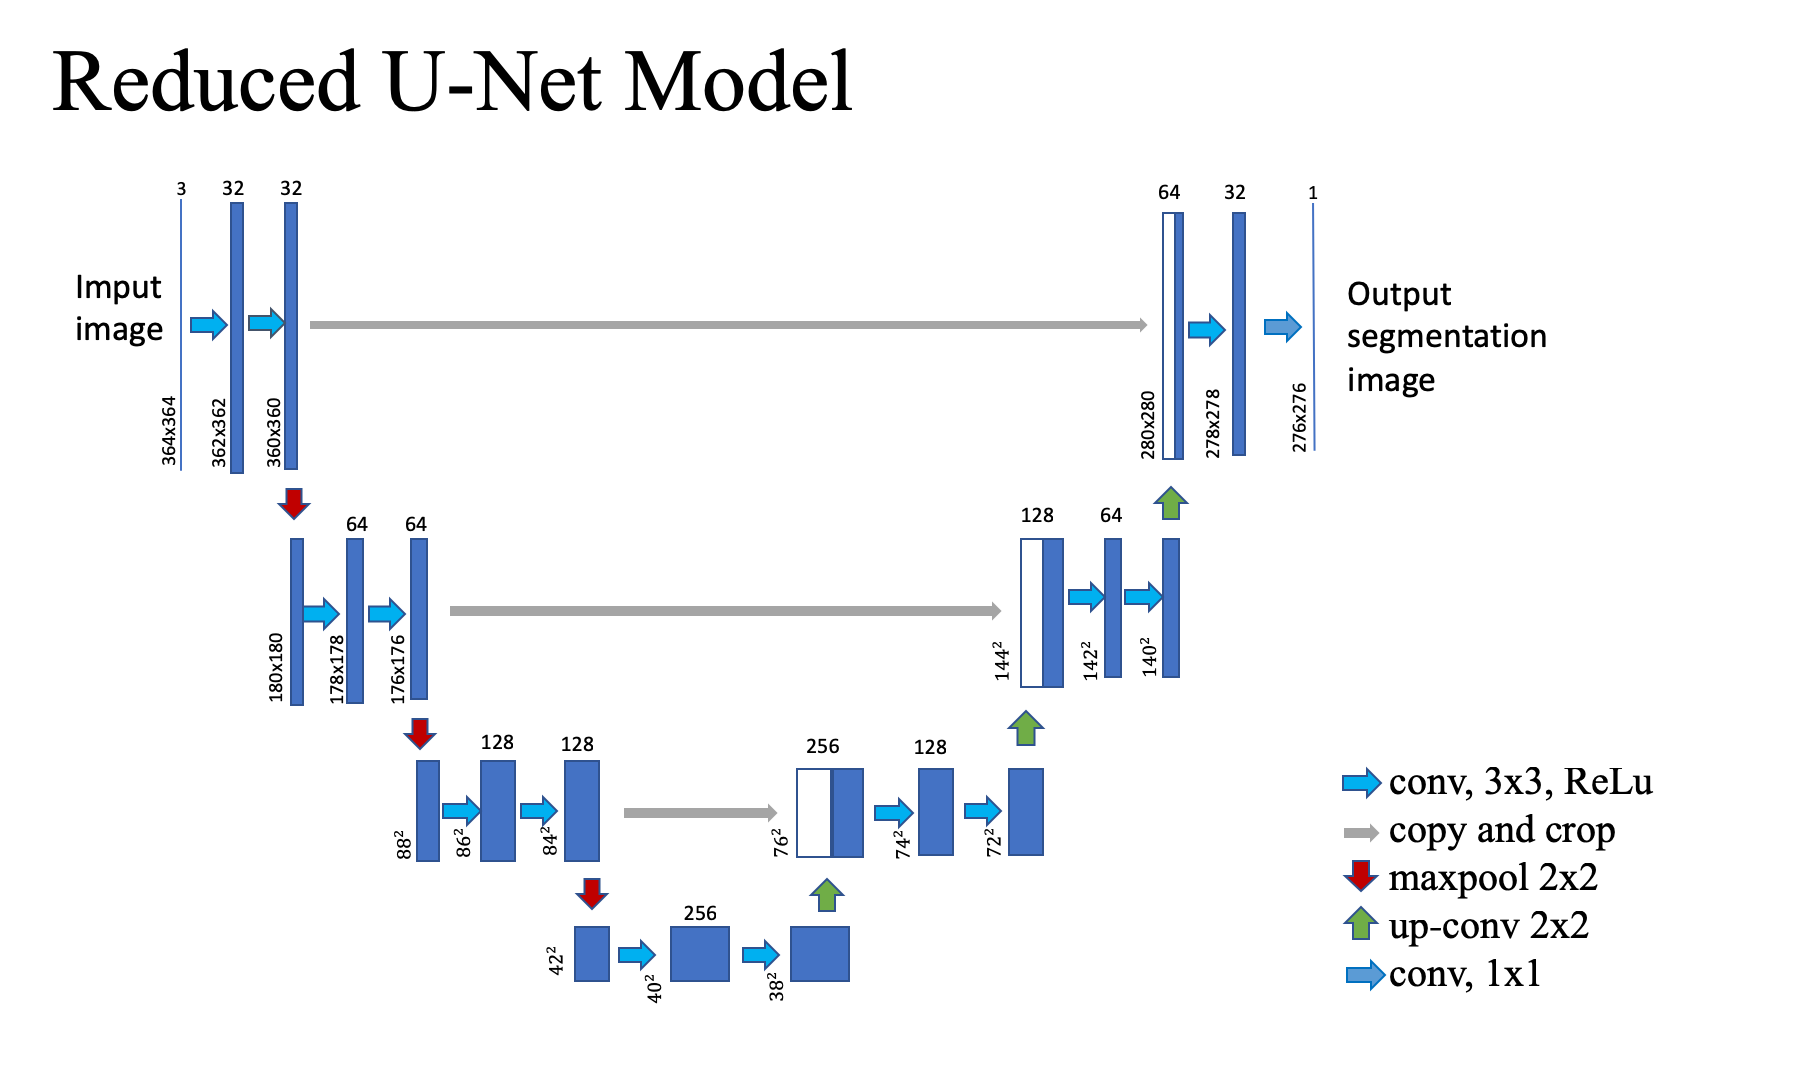 Reduced U-Net Model
3 32 32
64 32 1
Imput
image
Output
segmentation
image
364x364
362x362
360x360
280x280
278x278
276x276
64 64
128 64
180x180
178x178
176x176
144²
142²
140²
128 128
256 128
88²
86²
84²
76²
74²
72²
256
42²
40²
38²
conv, 3x3, ReLu
copy and crop
maxpool 2x2
up-conv 2x2
conv, 1x1